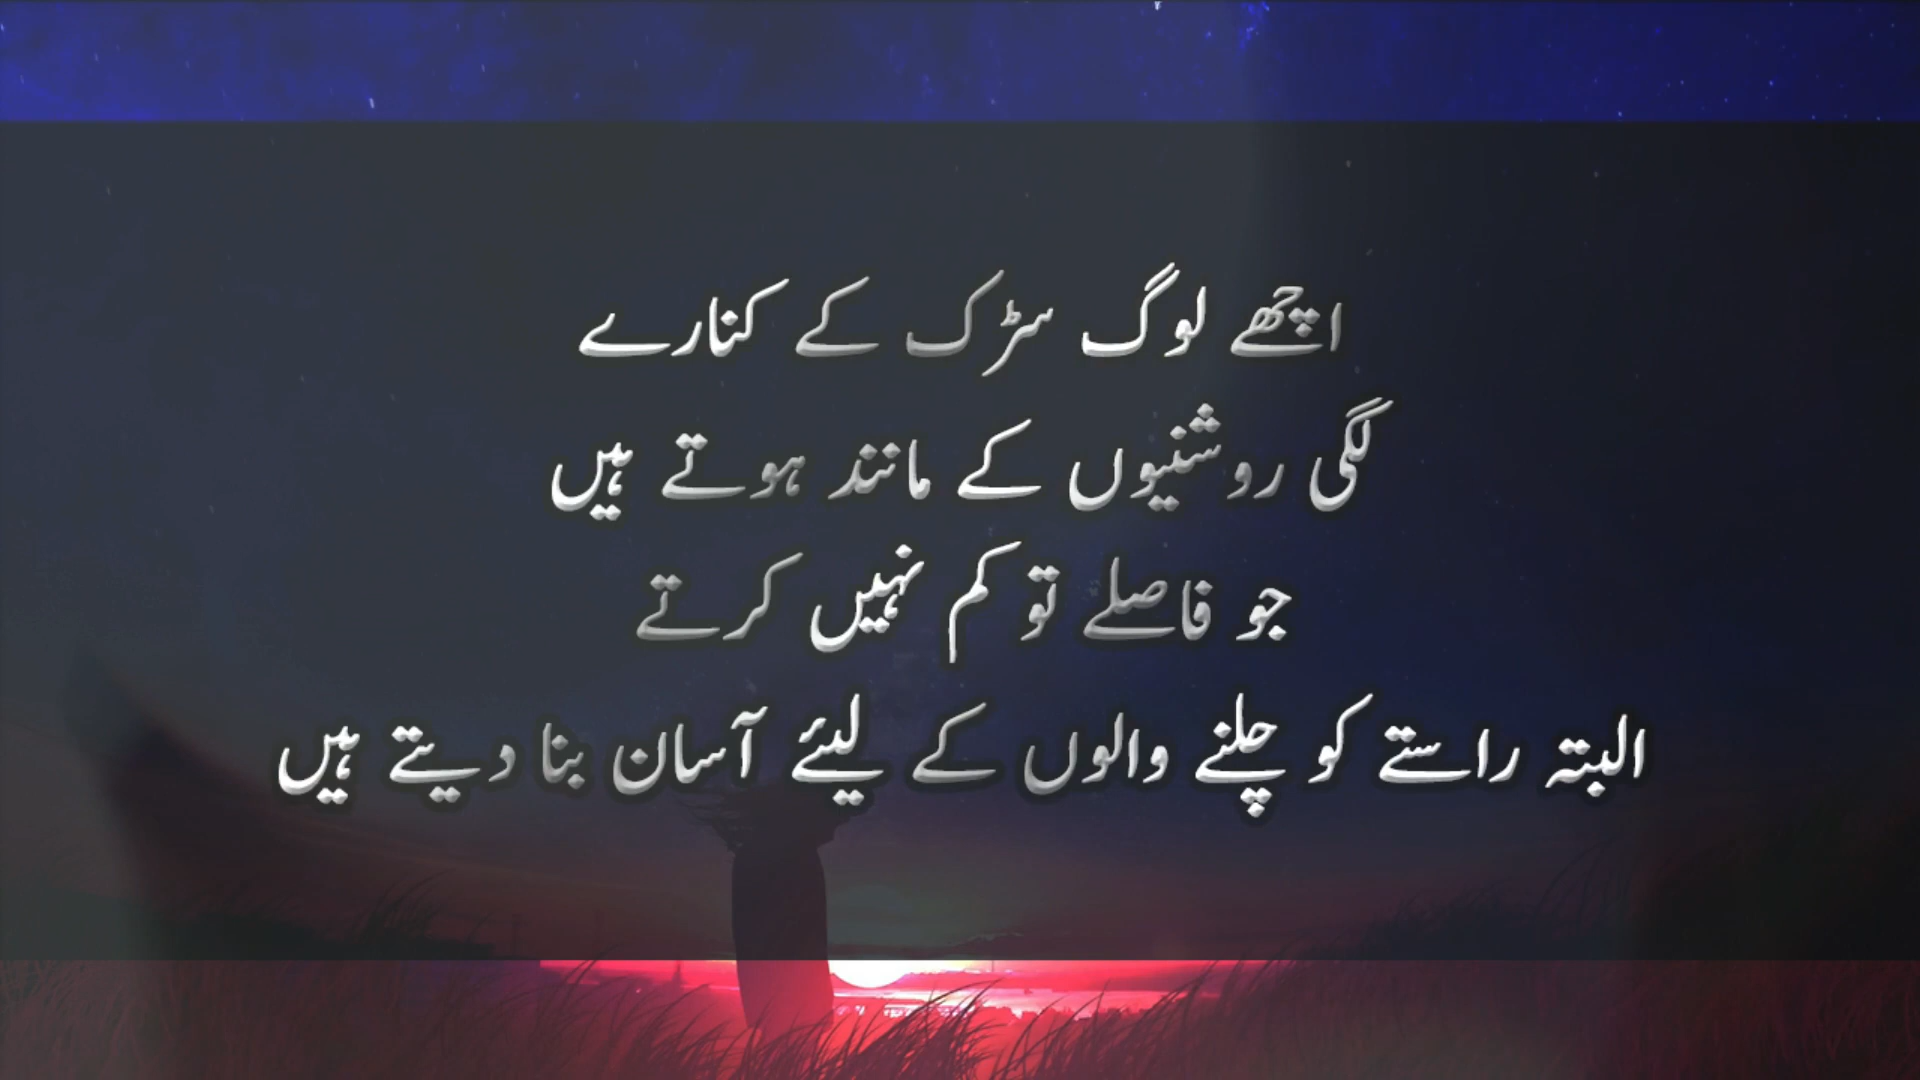 اچھے لوگ سڑک کے کنارے
لگی روشنیوں کے مانند ہوتے ہیں
جو فاصلے تو کم نہیں کرتے
البتہ راستے کو چلنے والوں کے لیئے آسان بنا دیتے ہیں